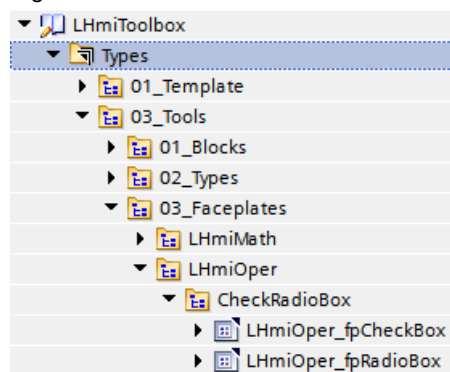 LHmiToolbox
Types
01_Template
03_Tools
01_Blocks
02_Types
03_Faceplates
LHmiMath
LHmiOper
CheckRadioBox
LHmiOper_fpCheckBox
LHmiOper_fpRadioBox